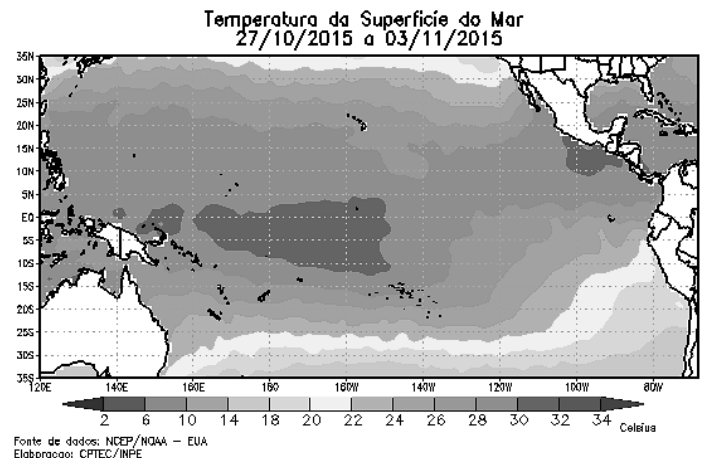 Temperatura da Superficie do Mar
27/10/2015 a 03/11/2015
35N
30N
25N
20N
15N
10N
5N
EQ
5S
10S
15S
20S
25S
30S
35S
120E 140E 160E 180 160W 140W 120W 100W 80W
2 6 10 14 18 20 22 24 26 28 30 32 34
Celsius
Fonte de dados: NCEP/NOAA – EUA
Elaboracao: CPTEC/INPE